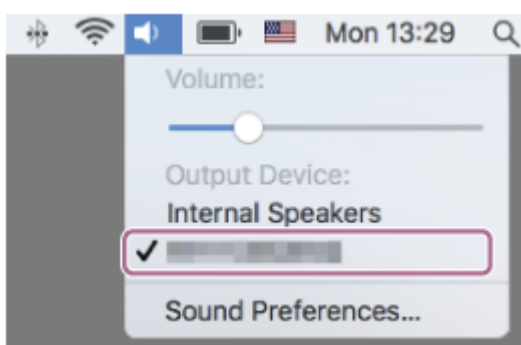 Mon 13:29
Volume:
Output Device:
Internal Speakers
Sound Preferences...